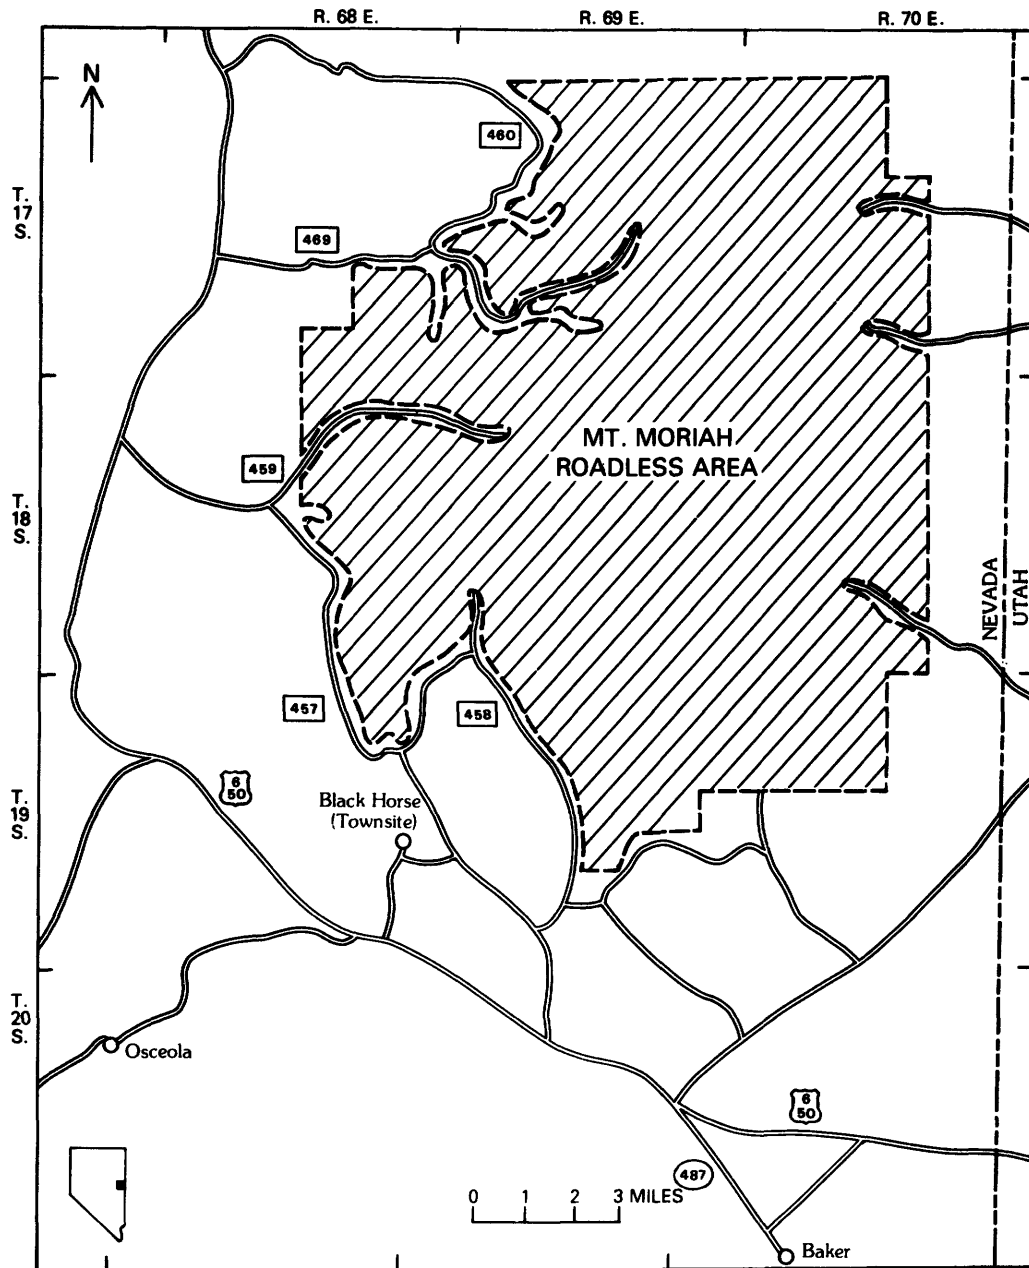 R. 68 E.
R. 69 E.
R. 70 E.
N
460
T.
17
S.
469
MT. MORIAH
ROADLESS AREA
459
T.
18
S.
NEVADA
UTAH
457
458
6
50
Black Horse
(Townsite)
T.
19
S.
T.
20
S.
Osceola
6
50
487
0 1 2 3 MILES
Baker